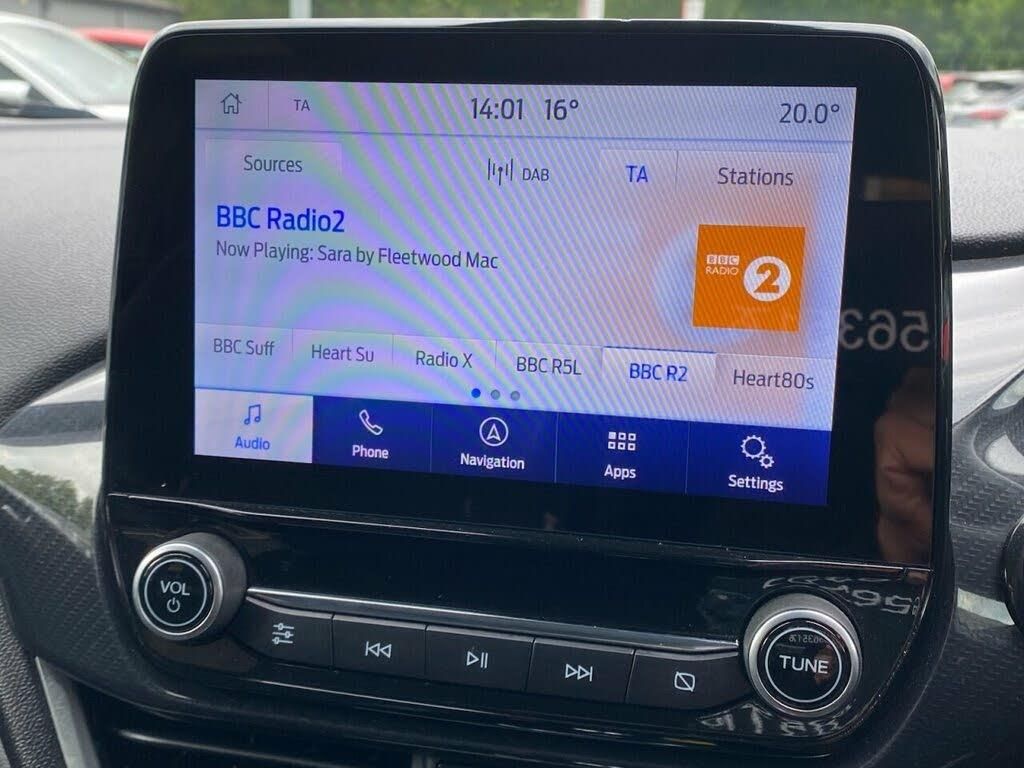 TA 14:01 16° 20.0°
Sources DAB TA Stations
BBC Radio2
Now Playing: Sara by Fleetwood Mac
BBC
RADIO 2
BBC Suff Heart Su Radio X BBC R5L BBC R2 Heart80s
Audio Phone Navigation Apps Settings
VOL
TUNE